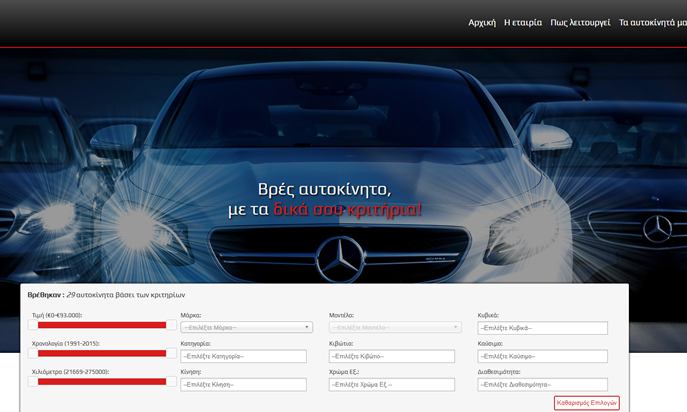 Αρχική Η εταιρία Πως λειτουργεί Τα αυτοκίνητά μα
Βρές αυτοκίνητο,
με τα δικά σου κριτήρια!
Βρέθηκαν : 29 αυτοκίνητα βάσει των κριτηρίων
Τιμή (€0-€93.000): Μάρκα: Μοντέλο: Κυβικά:
--Επιλέξτε Μάρκα-- --Επιλέξτε Μοντέλο-- --Επιλέξτε Κυβικά--
Χρονολογία (1991-2015): Κατηγορία: Κιβώτιο: Καύσιμο:
--Επιλέξτε Κατηγορία-- --Επιλέξτε Κιβώτιο-- --Επιλέξτε Καύσιμο--
Χιλιόμετρα (21669-275000): Κίνηση: Χρώμα Εξ.: Διαθεσιμότητα:
--Επιλέξτε Κίνηση-- --Επιλέξτε Χρώμα Εξ.-- --Επιλέξτε Διαθεσιμότητα--
Καθαρισμός Επιλογών